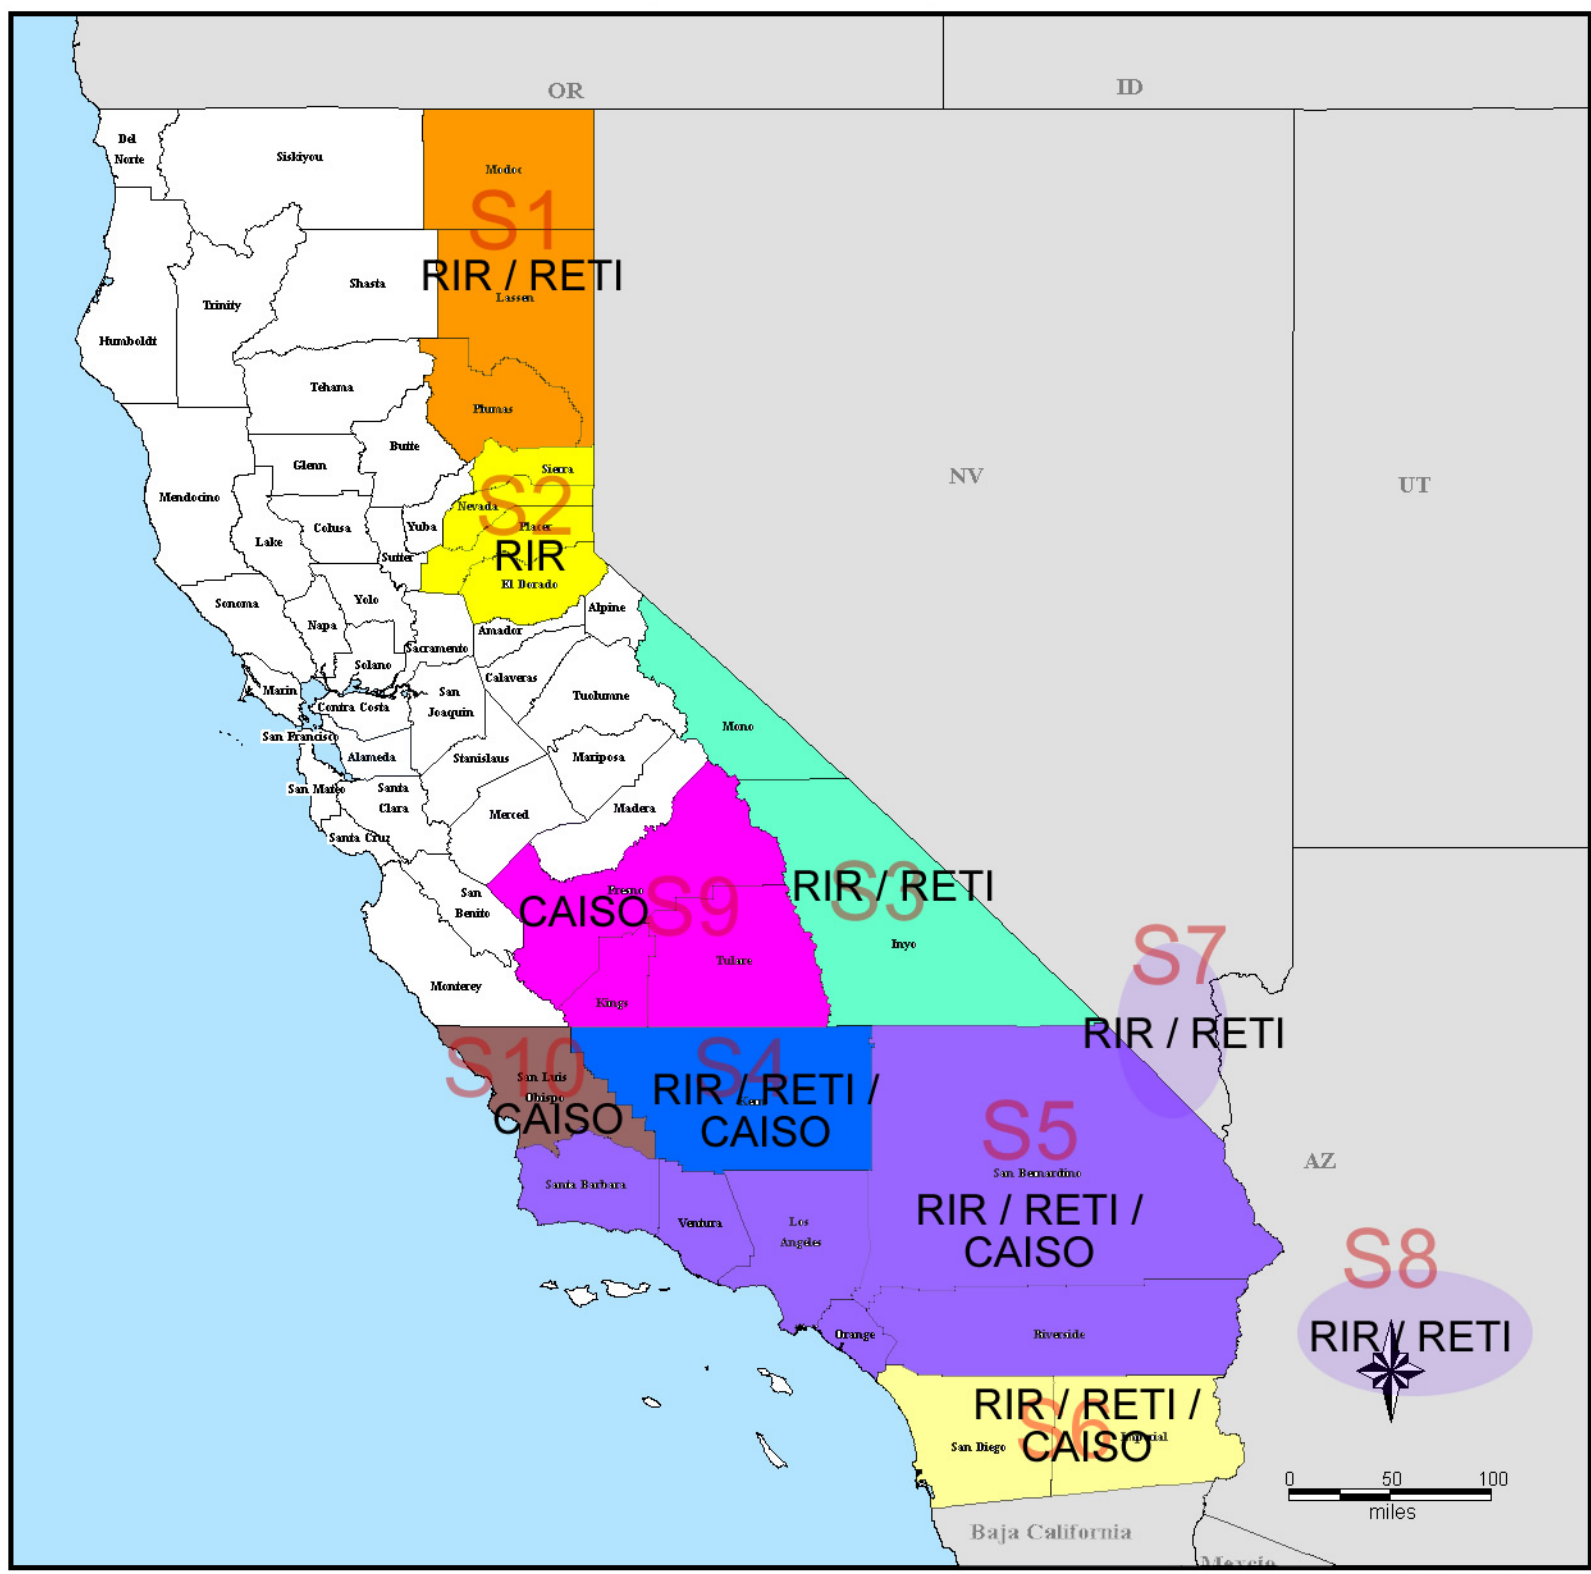 OR
ID
Del
Norte
Siskiyou
Modoc
S1
RIR / RETI
Shasta
Lassen
Trinity
Humboldt
Tehama
Plumas
Butte
Glenn
Sierra
NV
UT
Mendocino
S2
Nevada
Placer
Colusa
Yuba
Lake
Sutter
RIR
El Dorado
Sonoma
Yolo
Napa
Alpine
Amador
Sacramento
Solano
Calaveras
Marin
San
Joaquin
Tuolumne
Contra Costa
Mono
San Francisco
Alameda
Stanislaus
Mariposa
San Mateo
Santa
Clara
Merced
Madera
Santa Cruz
San
Benito
Fresno
CAISO
S9
RIR / RETI
S3
Inyo
Tulare
Kings
Monterey
S7
RIR / RETI
S10
San Luis
Obispo
CAISO
S4
RIR / RETI /
CAISO
Kern
S5
San Bernardino
RIR / RETI /
CAISO
AZ
Santa Barbara
Ventura
Los
Angeles
S8
RIR / RETI
Orange
Riverside
RIR / RETI /
CAISO
S6
San Diego
Imperial
0 50 100
miles
Baja California
Mexcio